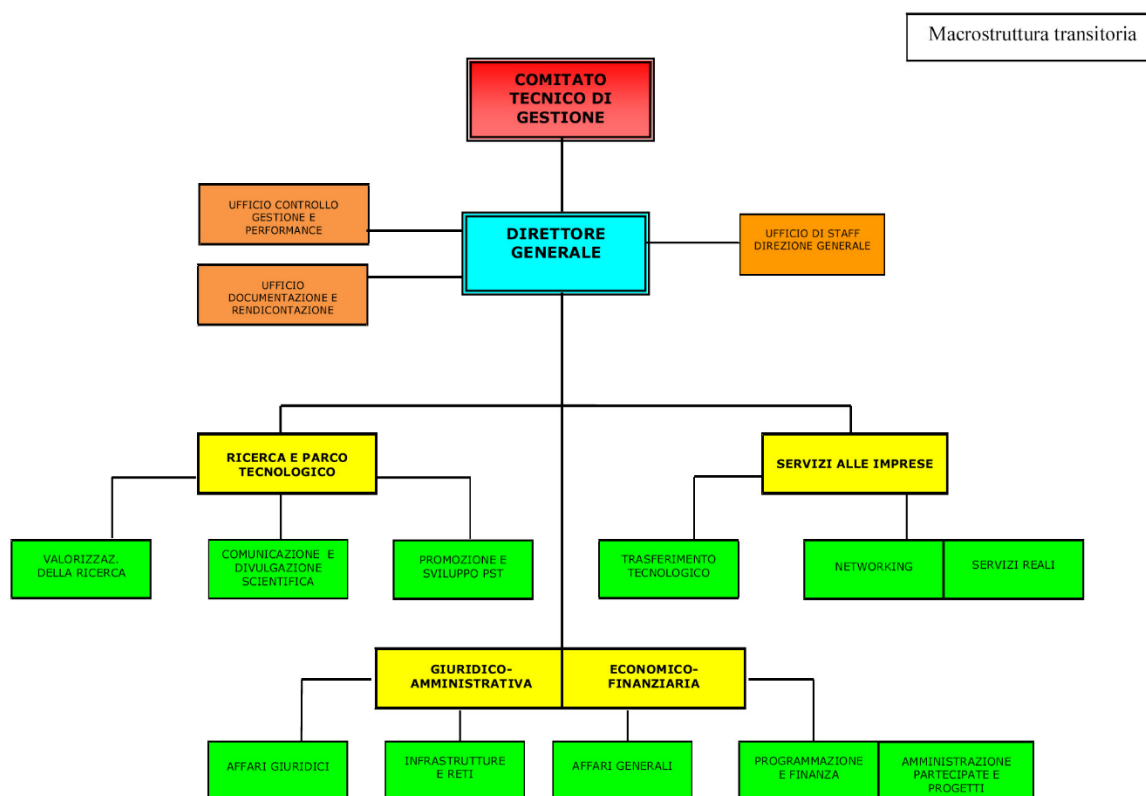 Macrostruttura transitoria
COMITATO
TECNICO DI
GESTIONE
UFFICIO CONTROLLO
GESTIONE E
PERFORMANCE
DIRETTORE
GENERALE
UFFICIO DI STAFF
DIREZIONE GENERALE
UFFICIO
DOCUMENTAZIONE E
RENDICONTAZIONE
RICERCA E PARCO
TECNOLOGICO
SERVIZI ALLE IMPRESE
VALORIZZAZ.
DELLA RICERCA
COMUNICAZIONE E
DIVULGAZIONE
SCIENTIFICA
PROMOZIONE E
SVILUPPO PST
TRASFERIMENTO
TECNOLOGICO
NETWORKING
SERVIZI REALI
GIURIDICO-
AMMINISTRATIVA
ECONOMICO-
FINANZIARIA
AFFARI GIURIDICI
INFRASTRUTTURE
E RETI
AFFARI GENERALI
PROGRAMMAZIONE
E FINANZA
AMMINISTRAZIONE
PARTECIPATE E
PROGETTI